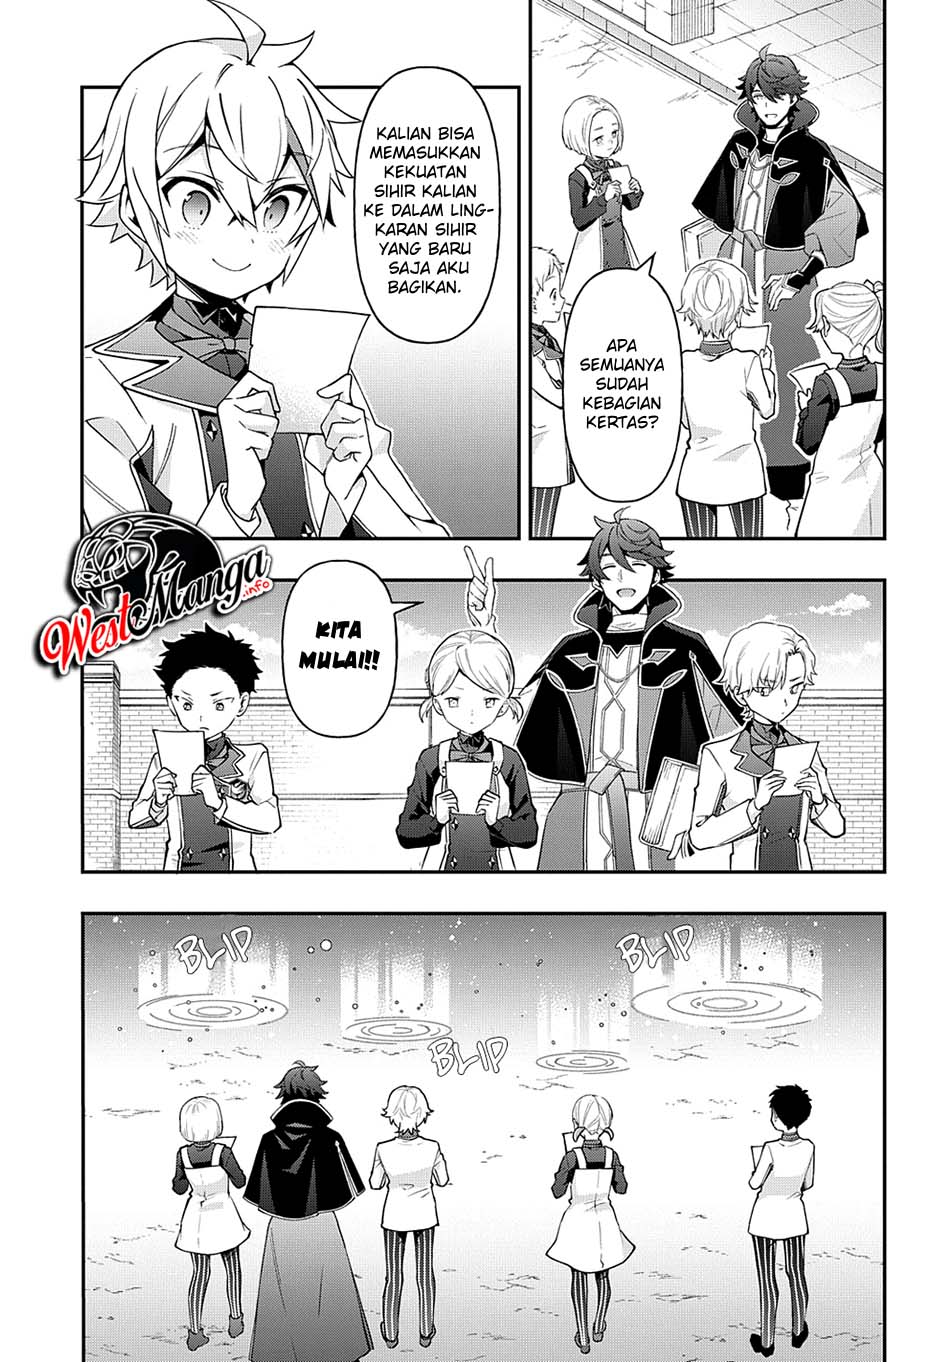 APA
SEMUANYA
SUDAH
KEBAGIAN
KERTAS?
KALIAN BISA
MEMASUKKAN
KEKUATAN
SIHIR KALIAN
KE DALAM LING-
KARAN SIHIR
YANG BARU
SAJA AKU
BAGIKAN.
WestManga
.info
KITA
MULAI!!
BLIP
BLIP
BLIP